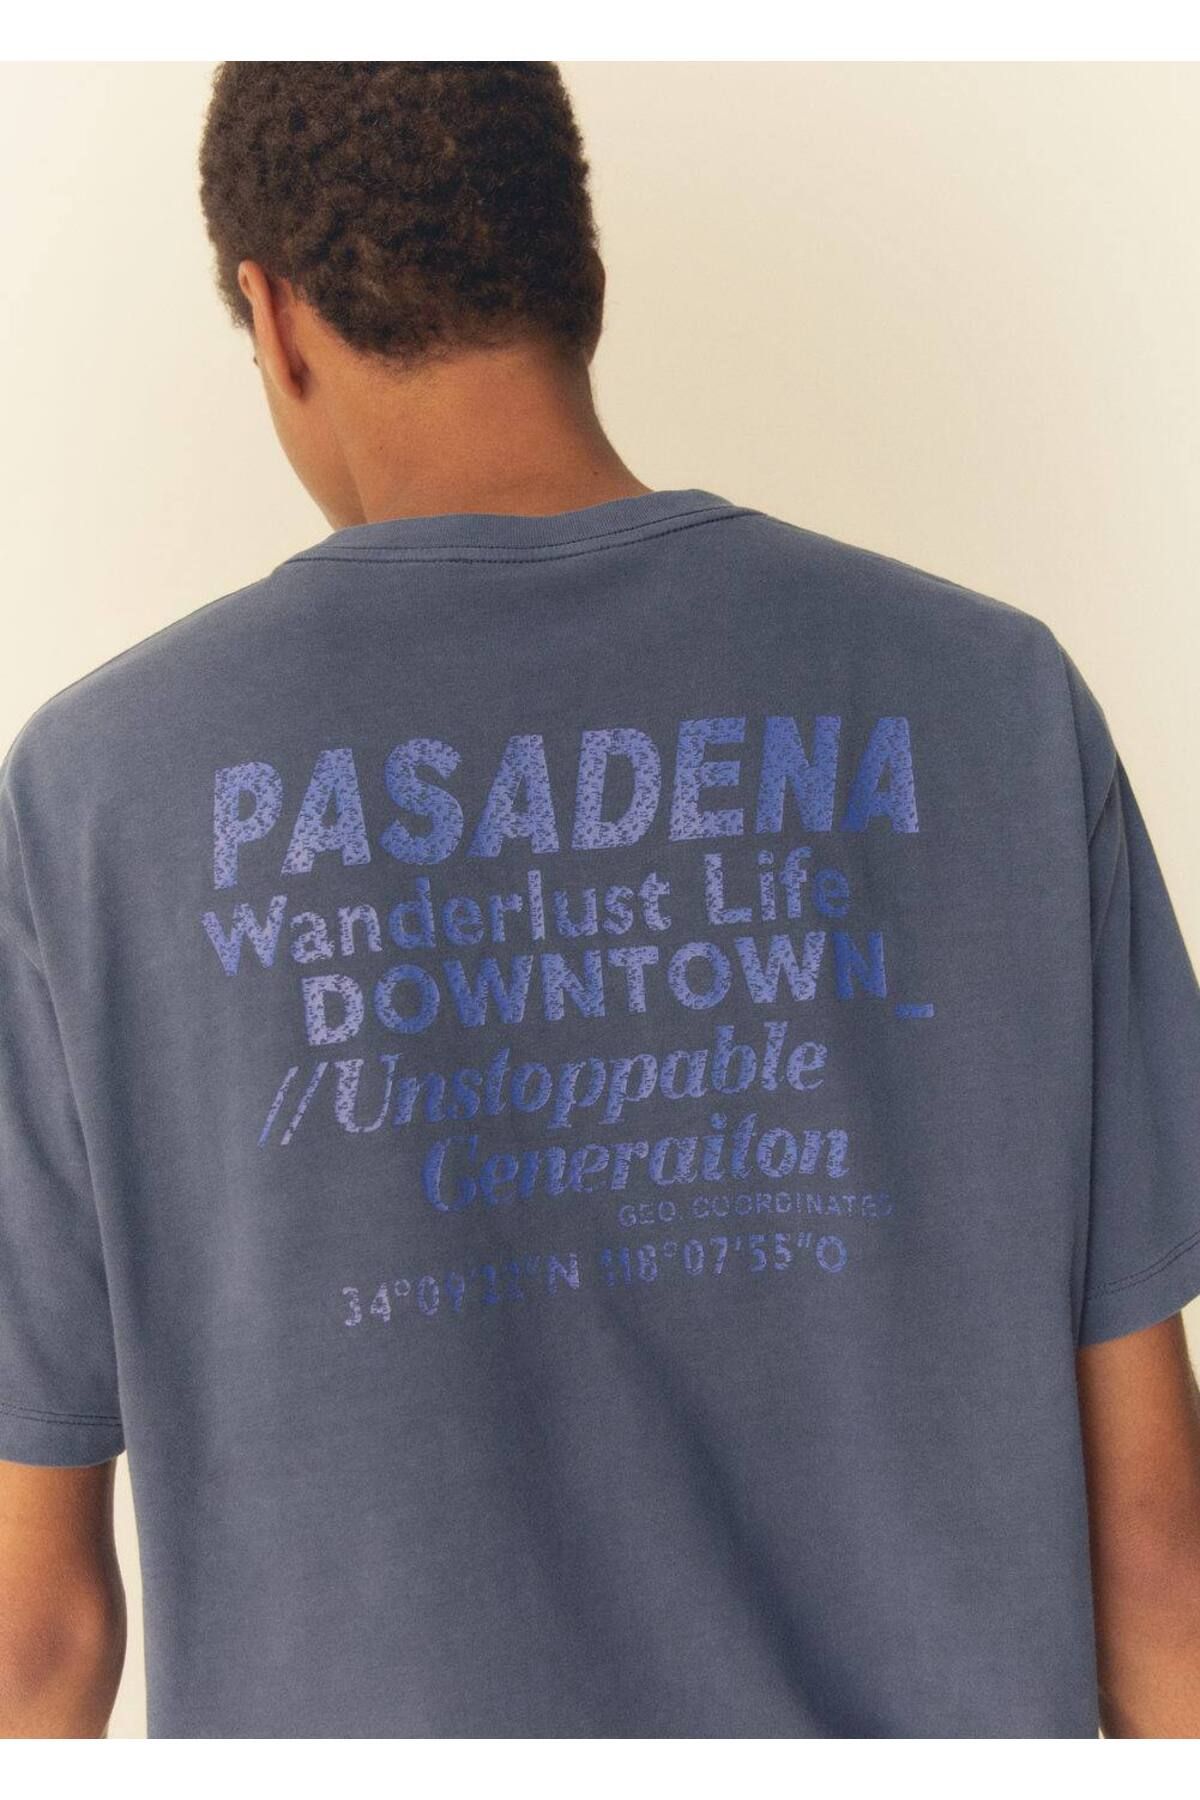 PASADENA
Wanderlust Life
DOWNTOWN_
//Unstoppable
Generaiton
GEO. COORDINATES
34°09'22"N 118°07'55"O